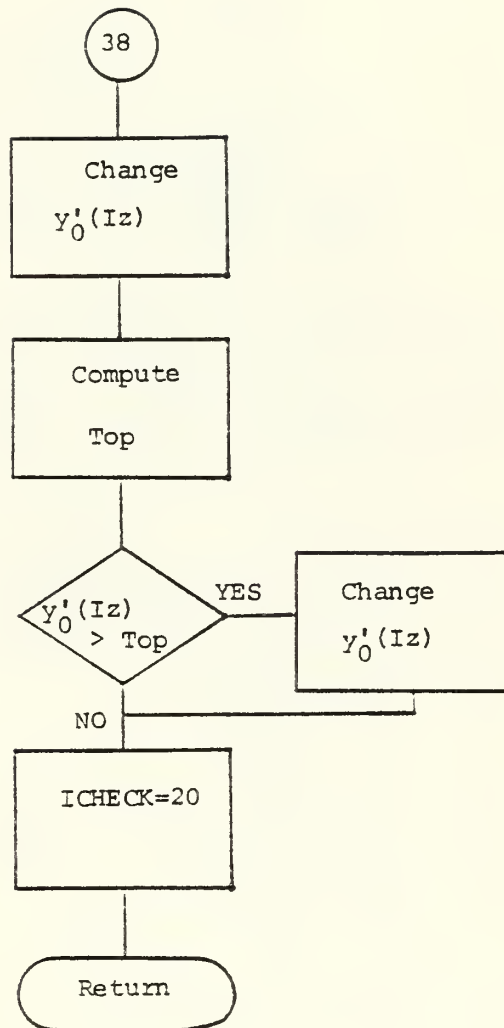 38
Change
y'₀(Iz)
Compute
Top
y'₀(Iz)
> Top
YES
Change
y'₀(Iz)
NO
ICHECK=20
Return